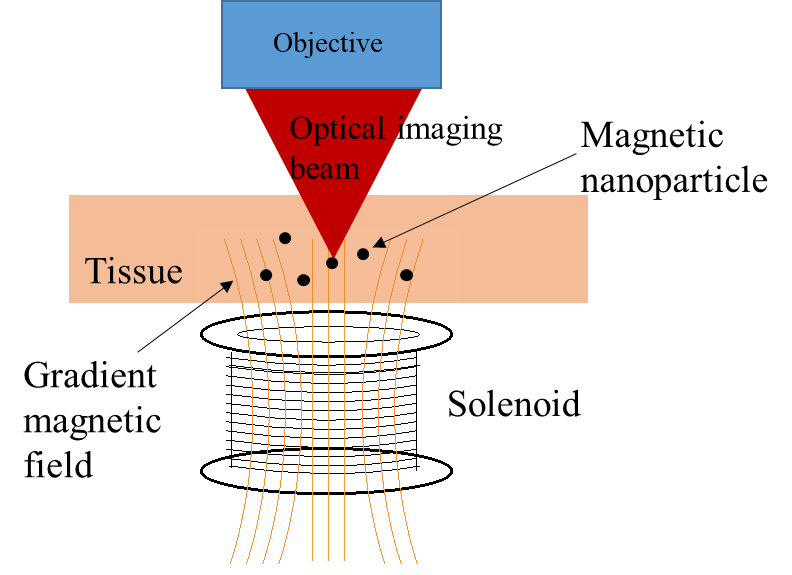 Objective
Optical imaging
beam
Magnetic
nanoparticle
Tissue
Gradient
magnetic
field
Solenoid